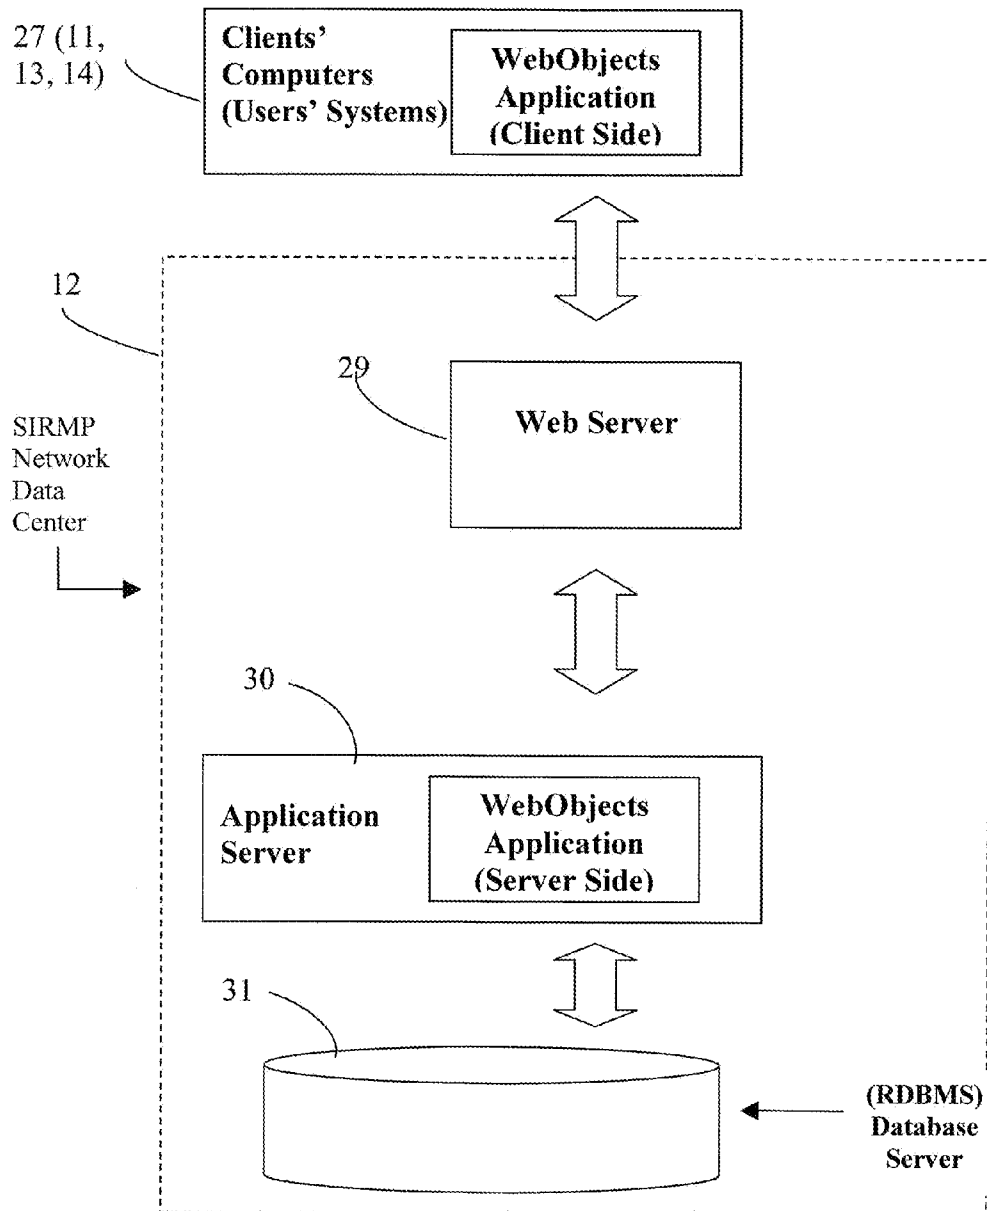 27 (11,
13, 14)
Clients’
Computers
(Users’ Systems)
WebObjects
Application
(Client Side)
12
29
Web Server
SIRMP
Network
Data
Center
30
Application
Server
WebObjects
Application
(Server Side)
31
(RDBMS)
Database
Server